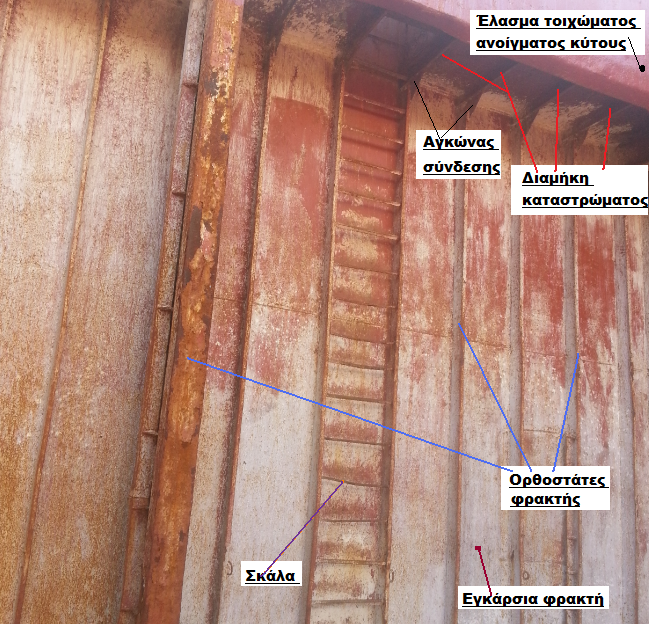 Έλασμα τοιχώματος
ανοίγματος κύτους
Αγκώνας
σύνδεσης
Διαμήκη
καταστρώματος
Ορθοστάτες
φρακτής
Σκάλα
Εγκάρσια φρακτή